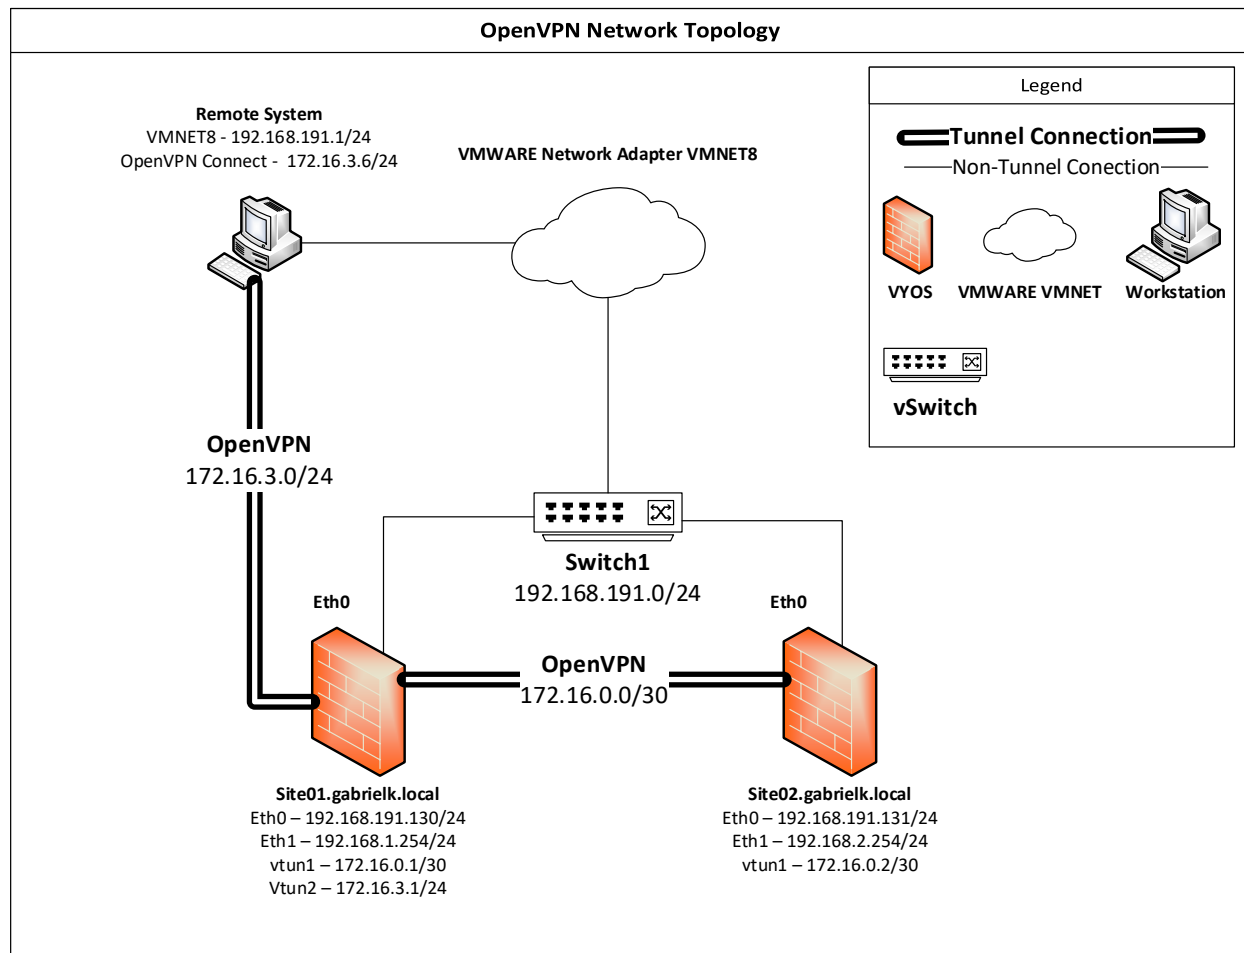 OpenVPN Network Topology
Remote System
VMNET8 - 192.168.191.1/24
OpenVPN Connect -  172.16.3.6/24
VMWARE Network Adapter VMNET8
Legend
Tunnel Connection
Non-Tunnel Conection
VYOS
VMWARE VMNET
Workstation
vSwitch
OpenVPN
172.16.3.0/24
Switch1
192.168.191.0/24
Eth0
Eth0
OpenVPN
172.16.0.0/30
Site01.gabrielk.local
Eth0 – 192.168.191.130/24
Eth1 – 192.168.1.254/24
vtun1 – 172.16.0.1/30
Vtun2 – 172.16.3.1/24
Site02.gabrielk.local
Eth0 – 192.168.191.131/24
Eth1 – 192.168.2.254/24
vtun1 – 172.16.0.2/30